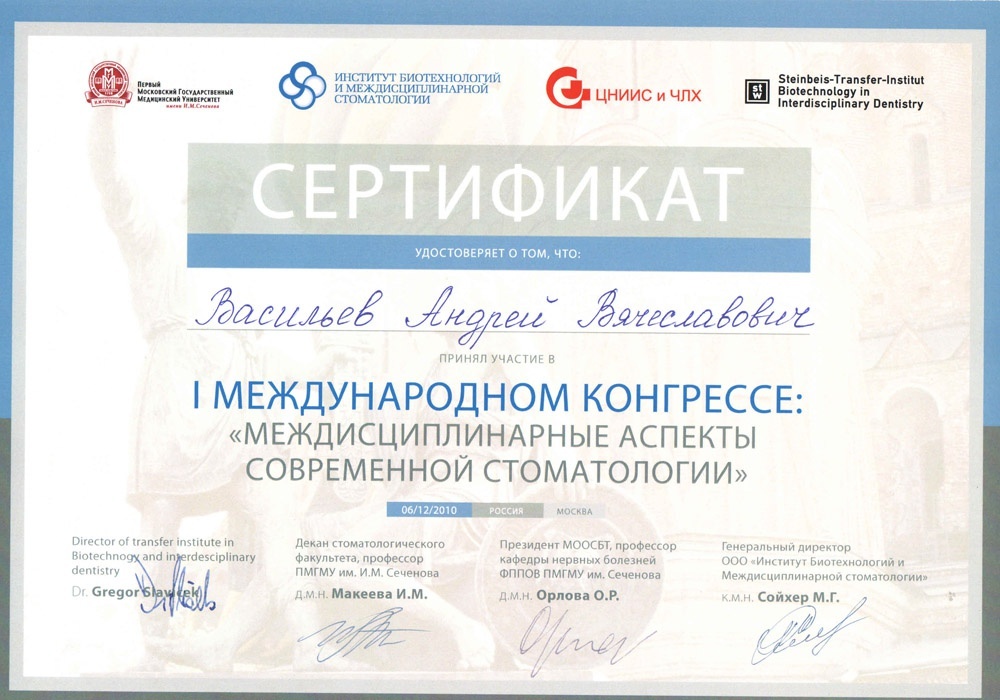 Первый
Московский Государственный
Медицинский Университет
имени И.М.Сеченова
И.М.СЕЧЕНОВА
ИНСТИТУТ БИОТЕХНОЛОГИЙ
И МЕЖДИСЦИПЛИНАРНОЙ
СТОМАТОЛОГИИ
ЦНИИС и ЧЛХ
stw
Steinbeis-Transfer-Institut
Biotechnology in
Interdisciplinary Dentistry
СЕРТИФИКАТ
УДОСТОВЕРЯЕТ О ТОМ, ЧТО:
Васильев Андрей Вячеславович
ПРИНЯЛ УЧАСТИЕ В
I МЕЖДУНАРОДНОМ КОНГРЕССЕ:
«МЕЖДИСЦИПЛИНАРНЫЕ АСПЕКТЫ
СОВРЕМЕННОЙ СТОМАТОЛОГИИ»
06/12/2010 РОССИЯ МОСКВА
Director of transfer institute in
Biotechnogy and interdesciplinary
dentistry
Dr. Gregor Slavicek
Декан стоматологического
факультета, профессор
ПМГМУ им. И.М. Сеченова
Д.М.Н. Макеева И.М.
Президент МООСБТ, профессор
кафедры нервных болезней
ФППОВ ПМГМУ им. Сеченова
Д.М.Н. Орлова О.Р.
Генеральный директор
ООО «Институт Биотехнологий и
Междисциплинарной стоматологии»
К.М.Н. Сойхер М.Г.